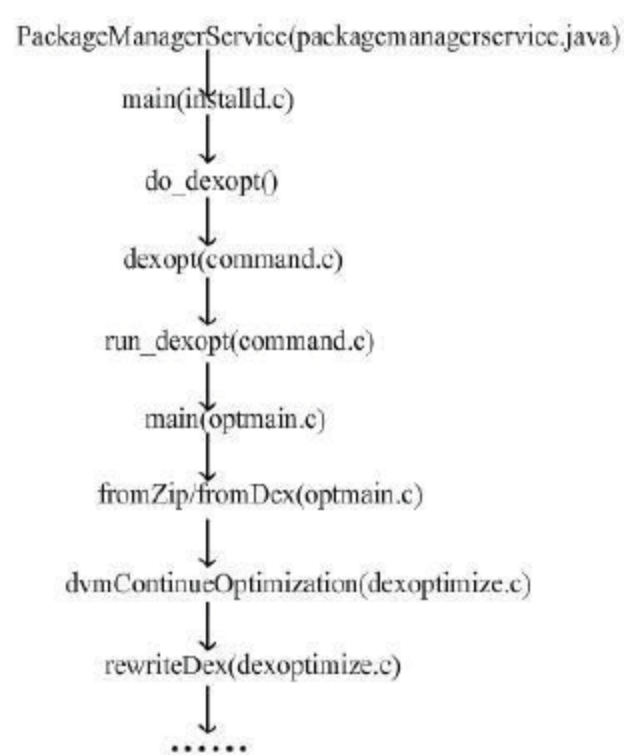 PackageManagerService(packagemanagerservice.java)
main(installd.c)
do_dexopt()
dexopt(command.c)
run_dexopt(command.c)
main(optmain.c)
fromZip/fromDex(optmain.c)
dvmContinueOptimization(dexoptimize.c)
rewriteDex(dexoptimize.c)
......